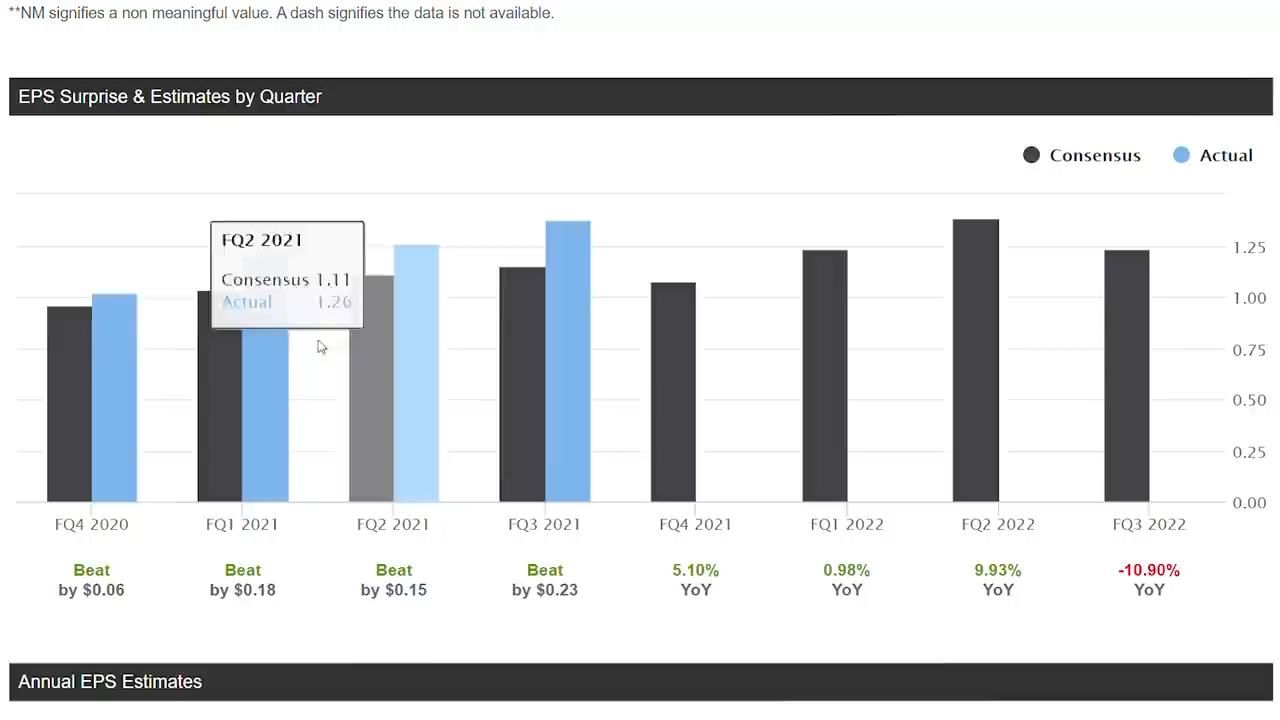 **NM signifies a non meaningful value. A dash signifies the data is not available.
EPS Surprise & Estimates by Quarter
Consensus Actual
FQ2 2021
Consensus 1.11
Actual 1.26
1.25
1.00
0.75
0.50
0.25
0.00
FQ4 2020 FQ1 2021 FQ2 2021 FQ3 2021 FQ4 2021 FQ1 2022 FQ2 2022 FQ3 2022
Beat Beat Beat Beat 5.10% 0.98% 9.93% -10.90%
by $0.06 by $0.18 by $0.15 by $0.23 YoY YoY YoY YoY
Annual EPS Estimates